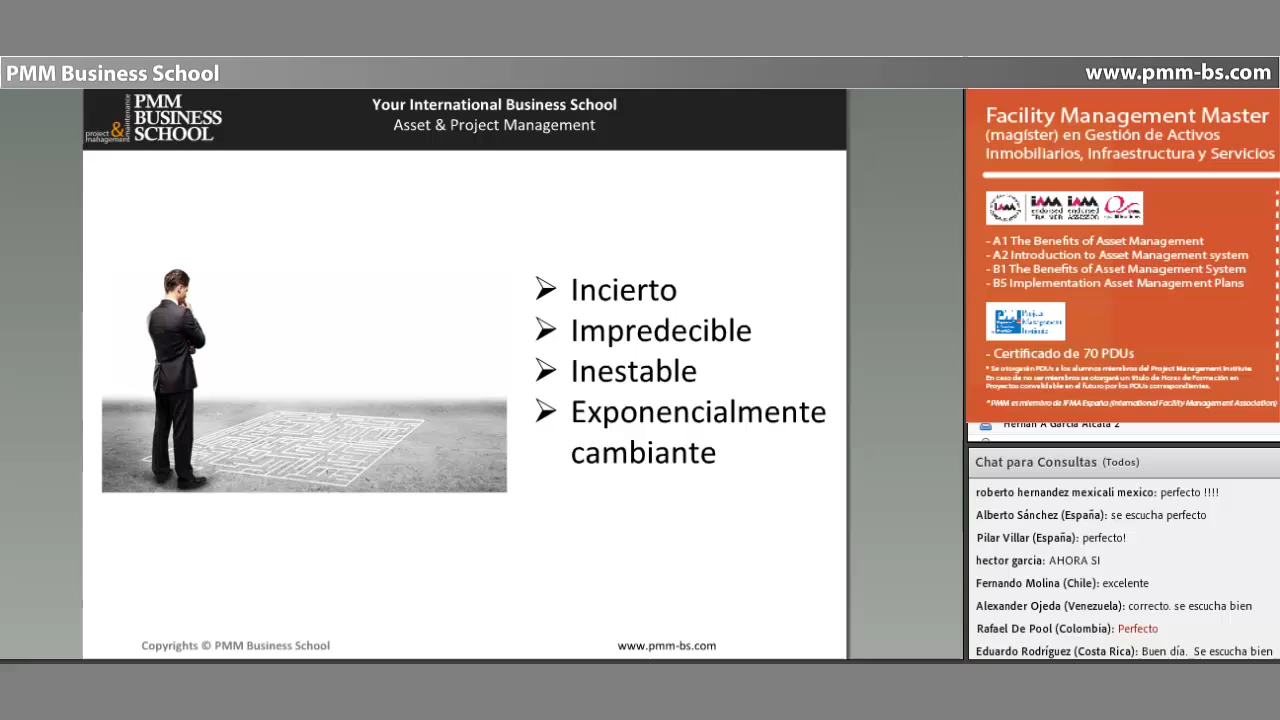 PMM Business School
www.pmm-bs.com
PMM
BUSINESS
SCHOOL
project & maintenance
management
Your International Business School
Asset & Project Management
Incierto
Impredecible
Inestable
Exponencialmente
cambiante
Copyrights © PMM Business School
www.pmm-bs.com
Facility Management Master
(magíster) en Gestión de Activos
Inmobiliarios, Infraestructura y Servicios
- A1 The Benefits of Asset Management
- A2 Introduction to Asset Management system
- B1 The Benefits of Asset Management System
- B5 Implementation Asset Management Plans
Project
Management
Institute
- Certificado de 70 PDUs
* Se otorgarán PDUs a los alumnos miembros del Project Management Institute.
En caso de no ser miembros se otorgará un título de Horas de Formación en
Proyectos convalidable en el futuro por los PDUs correspondientes.
*PMM es miembro de IFMA España (International Facility Management Association)
Hernan A Garcia Alcala 2
Chat para Consultas (Todos)
roberto hernandez mexicali mexico: perfecto !!!!
Alberto Sánchez (España): se escucha perfecto
Pilar Villar (España): perfecto!
hector garcia: AHORA SI
Fernando Molina (Chile): excelente
Alexander Ojeda (Venezuela): correcto. se escucha bien
Rafael De Pool (Colombia): Perfecto
Eduardo Rodríguez (Costa Rica): Buen día. Se escucha bien